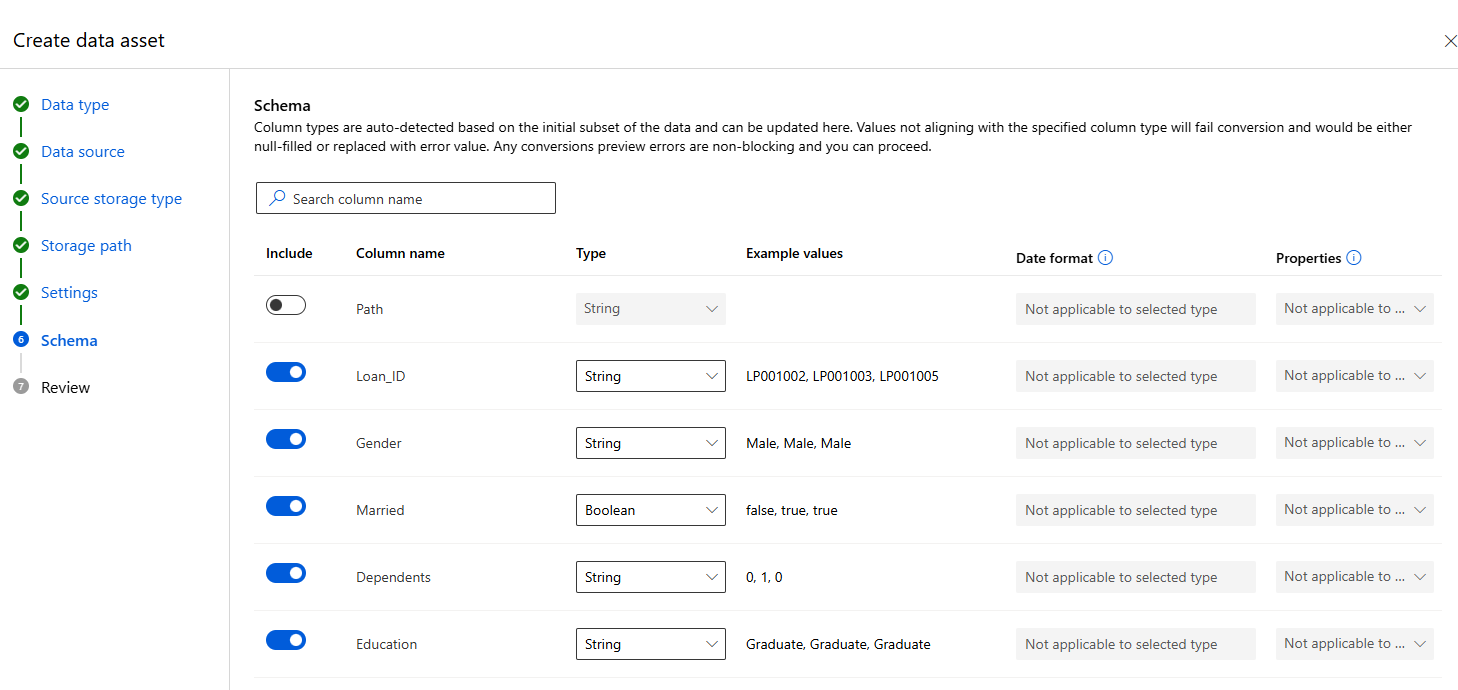 Create data asset
Data type
Data source
Source storage type
Storage path
Settings
6 Schema
7 Review
Schema
Column types are auto-detected based on the initial subset of the data and can be updated here. Values not aligning with the specified column type will fail conversion and would be either
null-filled or replaced with error value. Any conversions preview errors are non-blocking and you can proceed.
Search column name
Include Column name Type Example values Date format Properties
Path String Not applicable to selected type Not applicable to ...
Loan_ID String LP001002, LP001003, LP001005 Not applicable to selected type Not applicable to ...
Gender String Male, Male, Male Not applicable to selected type Not applicable to ...
Married Boolean false, true, true Not applicable to selected type Not applicable to ...
Dependents String 0, 1, 0 Not applicable to selected type Not applicable to ...
Education String Graduate, Graduate, Graduate Not applicable to selected type Not applicable to ...